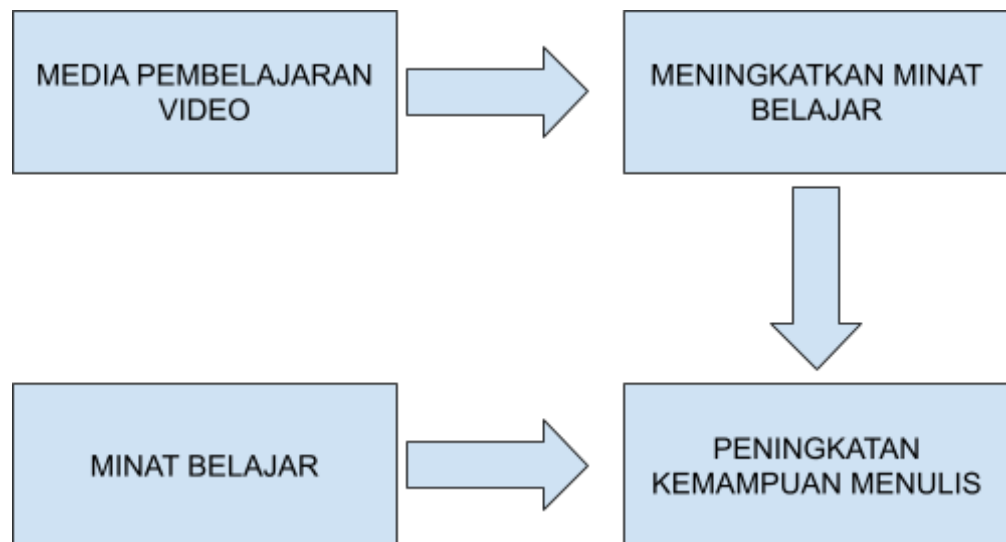 MEDIA PEMBELAJARAN
VIDEO
MENINGKATKAN MINAT
BELAJAR
MINAT BELAJAR
PENINGKATAN
KEMAMPUAN MENULIS